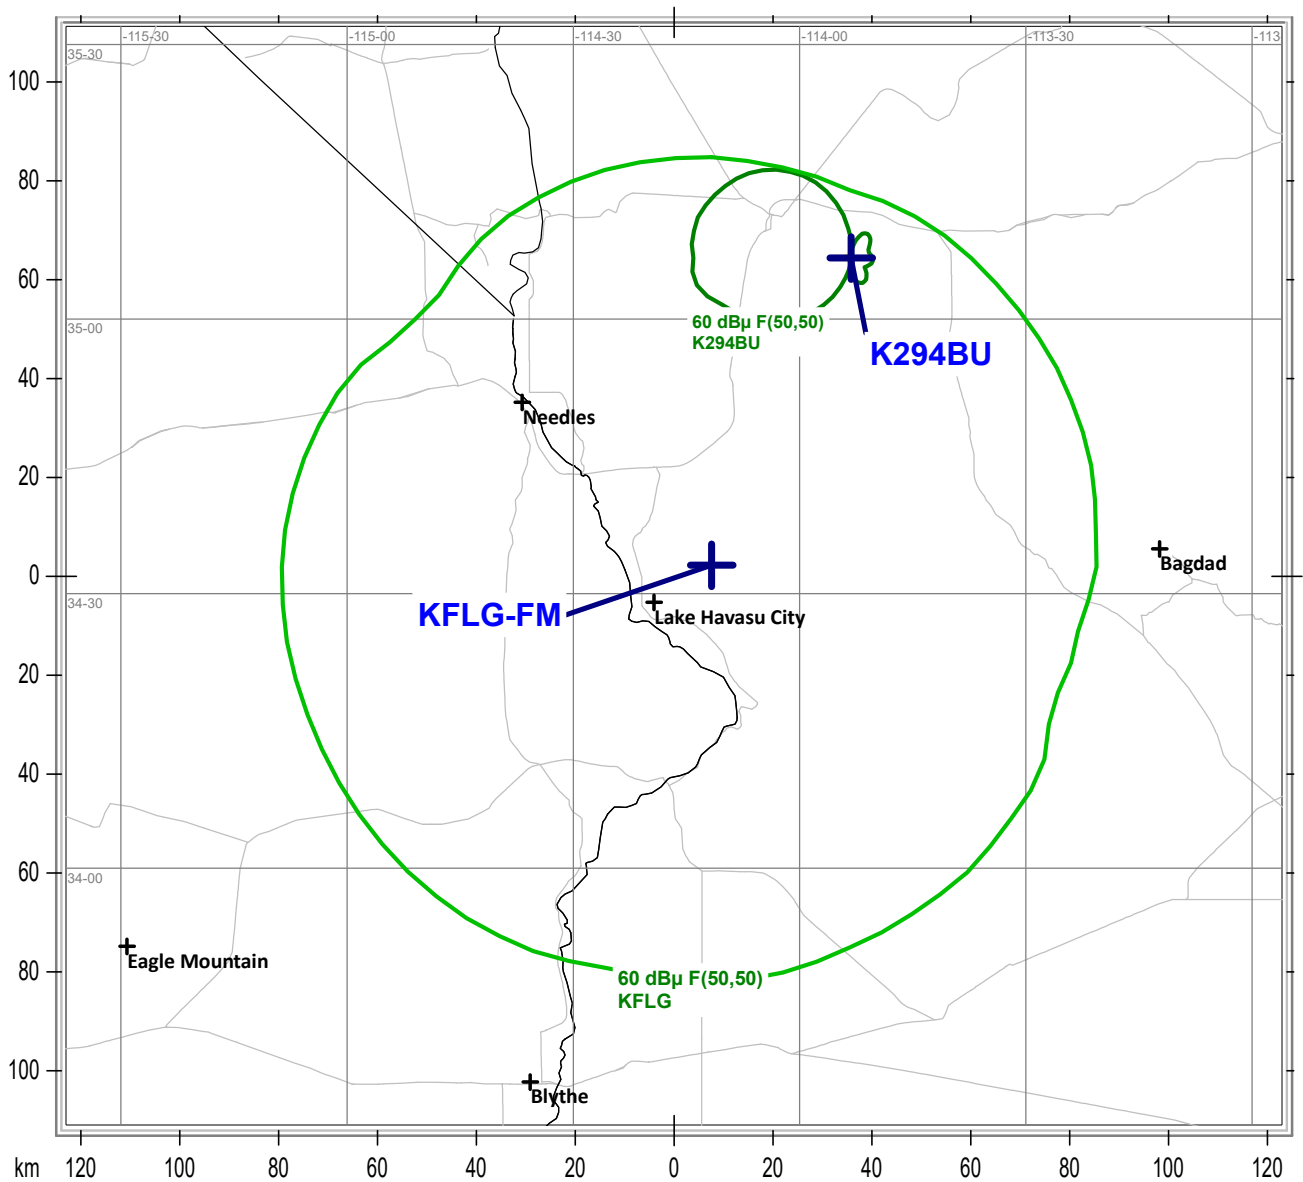 -115-30
-115-00
-114-30
-114-00
-113-30
-113
35-30
100
80
60
60 dBµ F(50,50)
K294BU
35-00
K294BU
40
Needles
20
Bagdad
0
34-30
KFLG-FM
Lake Havasu City
20
40
60
34-00
Eagle Mountain
80
60 dBµ F(50,50)
KFLG
100
Blythe
km 120 100 80 60 40 20 0 20 40 60 80 100 120